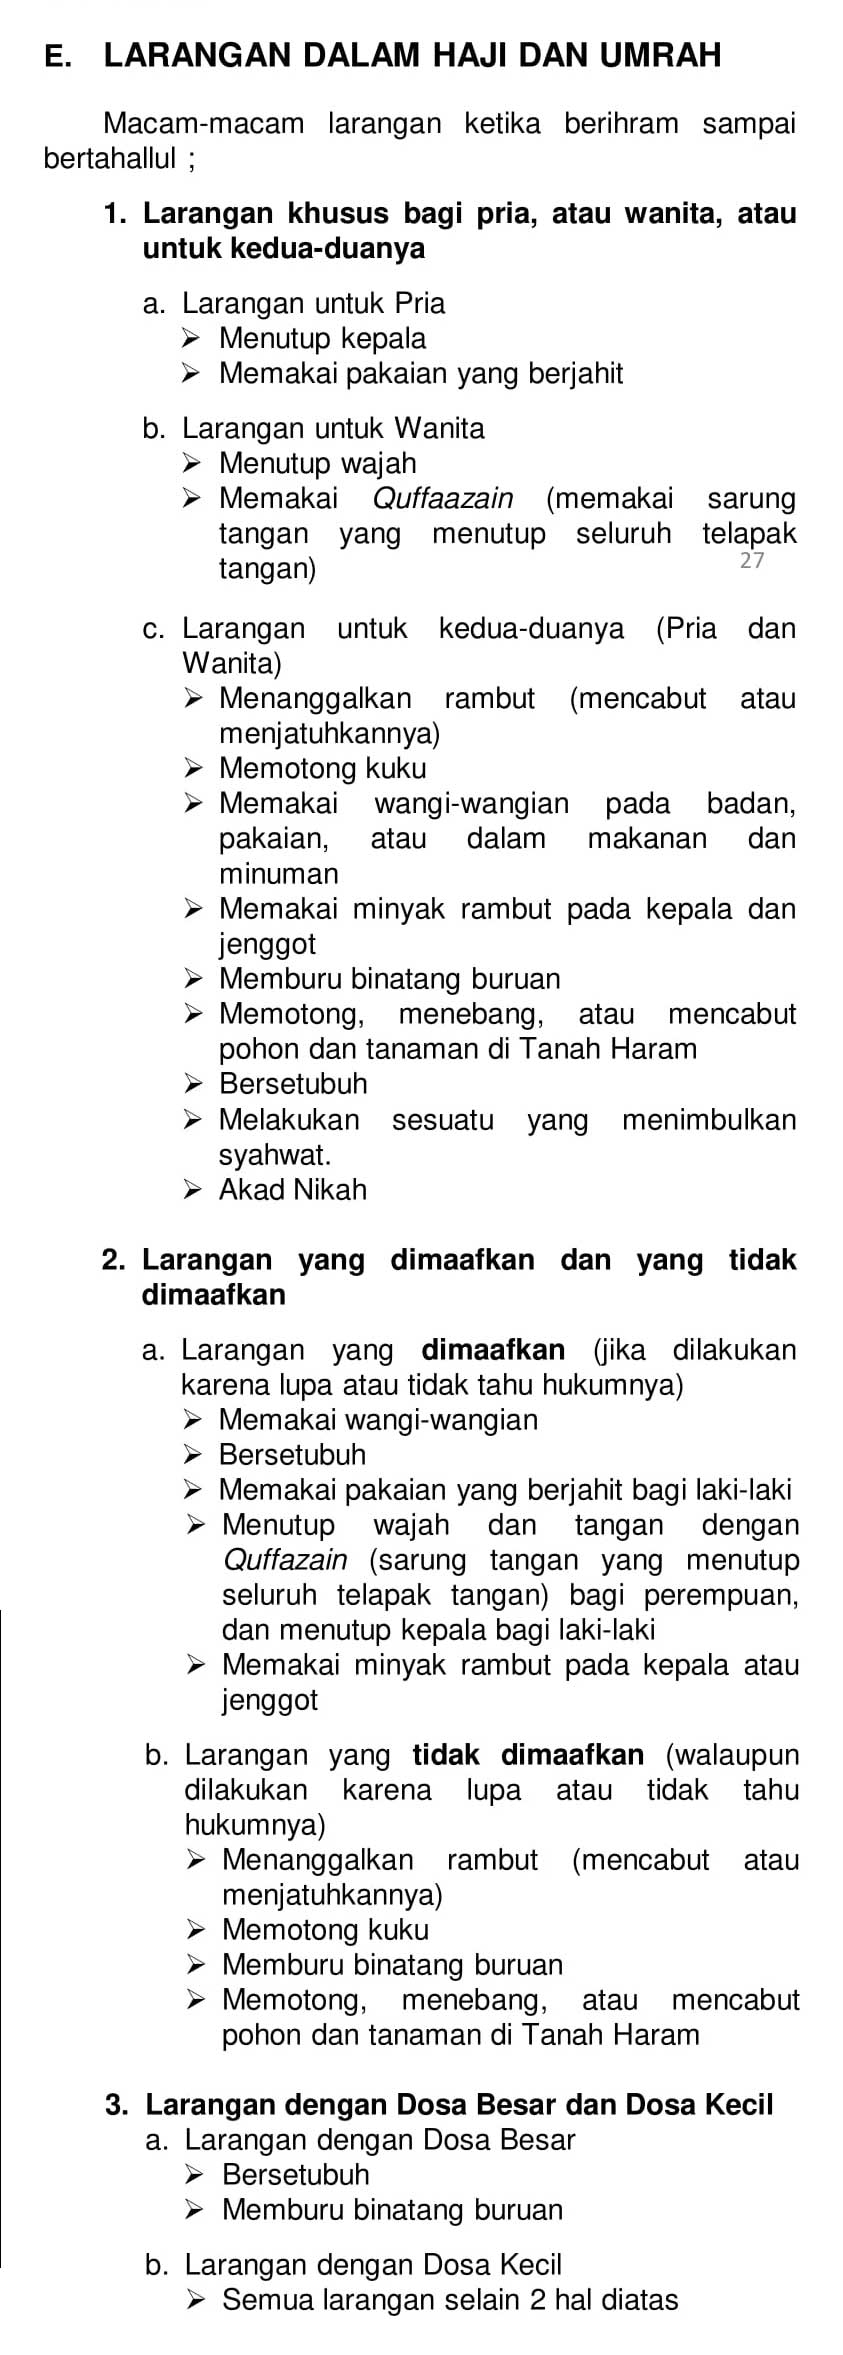 E. LARANGAN DALAM HAJI DAN UMRAH
Macam-macam larangan ketika berihram sampai
bertahallul ;
1. Larangan khusus bagi pria, atau wanita, atau
untuk kedua-duanya
a. Larangan untuk Pria
➢ Menutup kepala
➢ Memakai pakaian yang berjahit
b. Larangan untuk Wanita
➢ Menutup wajah
➢ Memakai Quffaazain (memakai sarung
tangan yang menutup seluruh telapak
tangan)
27
c. Larangan untuk kedua-duanya (Pria dan
Wanita)
➢ Menanggalkan rambut (mencabut atau
menjatuhkannya)
➢ Memotong kuku
➢ Memakai wangi-wangian pada badan,
pakaian, atau dalam makanan dan
minuman
➢ Memakai minyak rambut pada kepala dan
jenggot
➢ Memburu binatang buruan
➢ Memotong, menebang, atau mencabut
pohon dan tanaman di Tanah Haram
➢ Bersetubuh
➢ Melakukan sesuatu yang menimbulkan
syahwat.
➢ Akad Nikah
2. Larangan yang dimaafkan dan yang tidak
dimaafkan
a. Larangan yang dimaafkan (jika dilakukan
karena lupa atau tidak tahu hukumnya)
➢ Memakai wangi-wangian
➢ Bersetubuh
➢ Memakai pakaian yang berjahit bagi laki-laki
➢ Menutup wajah dan tangan dengan
Quffazain (sarung tangan yang menutup
seluruh telapak tangan) bagi perempuan,
dan menutup kepala bagi laki-laki
➢ Memakai minyak rambut pada kepala atau
jenggot
b. Larangan yang tidak dimaafkan (walaupun
dilakukan karena lupa atau tidak tahu
hukumnya)
➢ Menanggalkan rambut (mencabut atau
menjatuhkannya)
➢ Memotong kuku
➢ Memburu binatang buruan
➢ Memotong, menebang, atau mencabut
pohon dan tanaman di Tanah Haram
3. Larangan dengan Dosa Besar dan Dosa Kecil
a. Larangan dengan Dosa Besar
➢ Bersetubuh
➢ Memburu binatang buruan
b. Larangan dengan Dosa Kecil
➢ Semua larangan selain 2 hal diatas